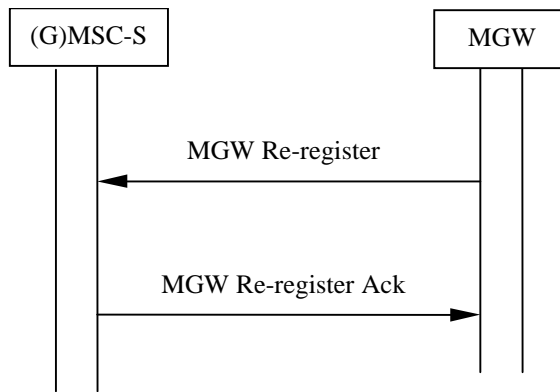 (G)MSC-S
MGW
MGW Re-register
MGW Re-register Ack